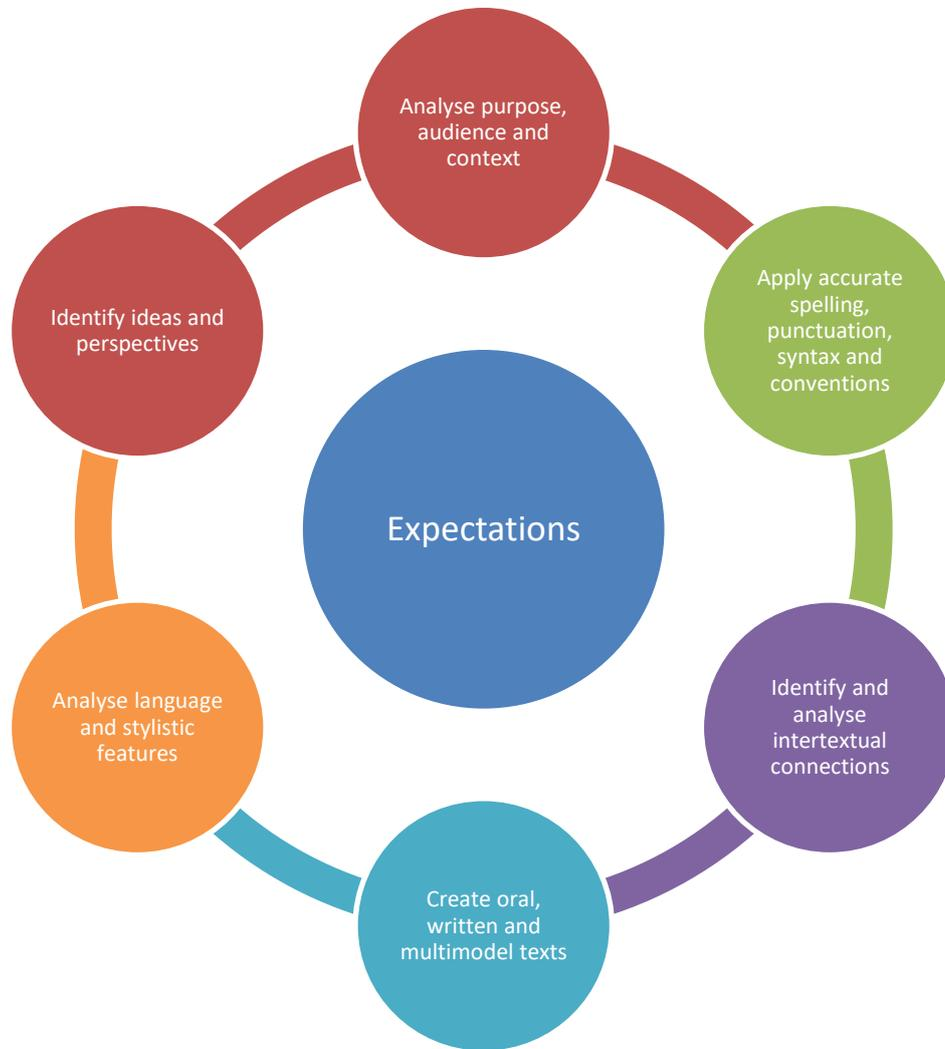 Analyse purpose,
audience and
context
Apply accurate
spelling,
punctuation,
syntax and
conventions
Identify and
analyse
intertextual
connections
Create oral,
written and
multimodel texts
Analyse language
and stylistic
features
Identify ideas and
perspectives
Expectations